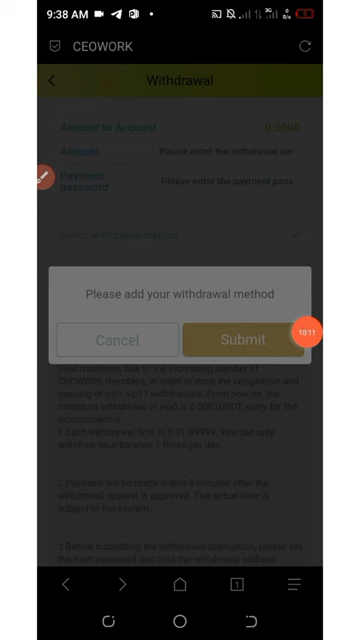 9:38 AM
3G
0
B/s
CEOWORK
Withdrawal
Amount to Account 0.5000
Amount Please enter the withdrawal am
Payment
password Please enter the payment pass
Select withdrawal method
Please add your withdrawal method
Cancel Submit
10:11
Dear members, due to the increasing number of
CEOWORK members, in order to ease the congestion and
queuing of vip1-vip11 withdrawals. From now on, the
minimum withdrawal of vip0 is 0.5001USDT, sorry for the
inconvenience!
1.Each withdrawal limit is 0.01-99999. You can only
withdraw your balance 1 times per day.
2.Payment will be made within 5 minutes after the
withdrawal request is approved. The actual time is
subject to the system.
3.Before submitting the withdrawal application, please set
the fund password and bind the withdrawal address.
1